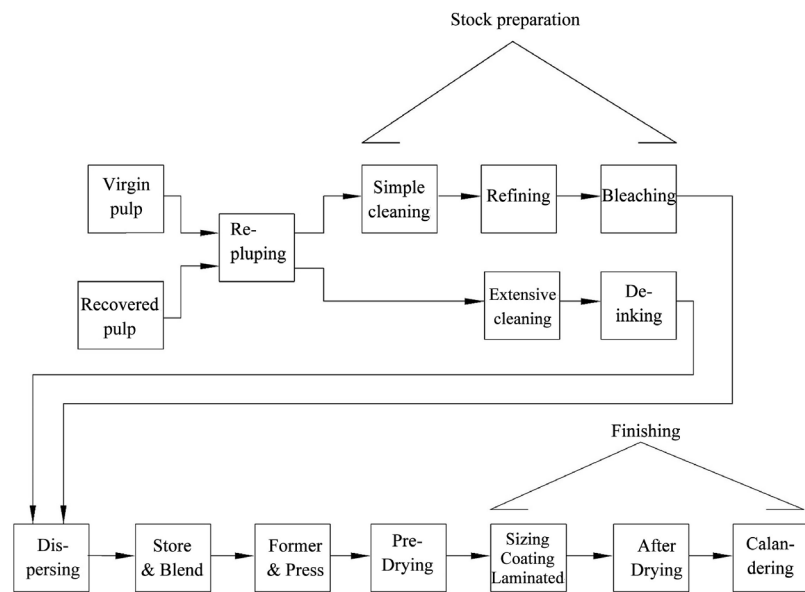 Stock preparation
Virgin
pulp
Recovered
pulp
Re-
pluping
Simple
cleaning
Refining
Bleaching
Extensive
cleaning
De-
inking
Finishing
Dis-
persing
Store
& Blend
Former
& Press
Pre-
Drying
Sizing
Coating
Laminated
After
Drying
Calan-
dering